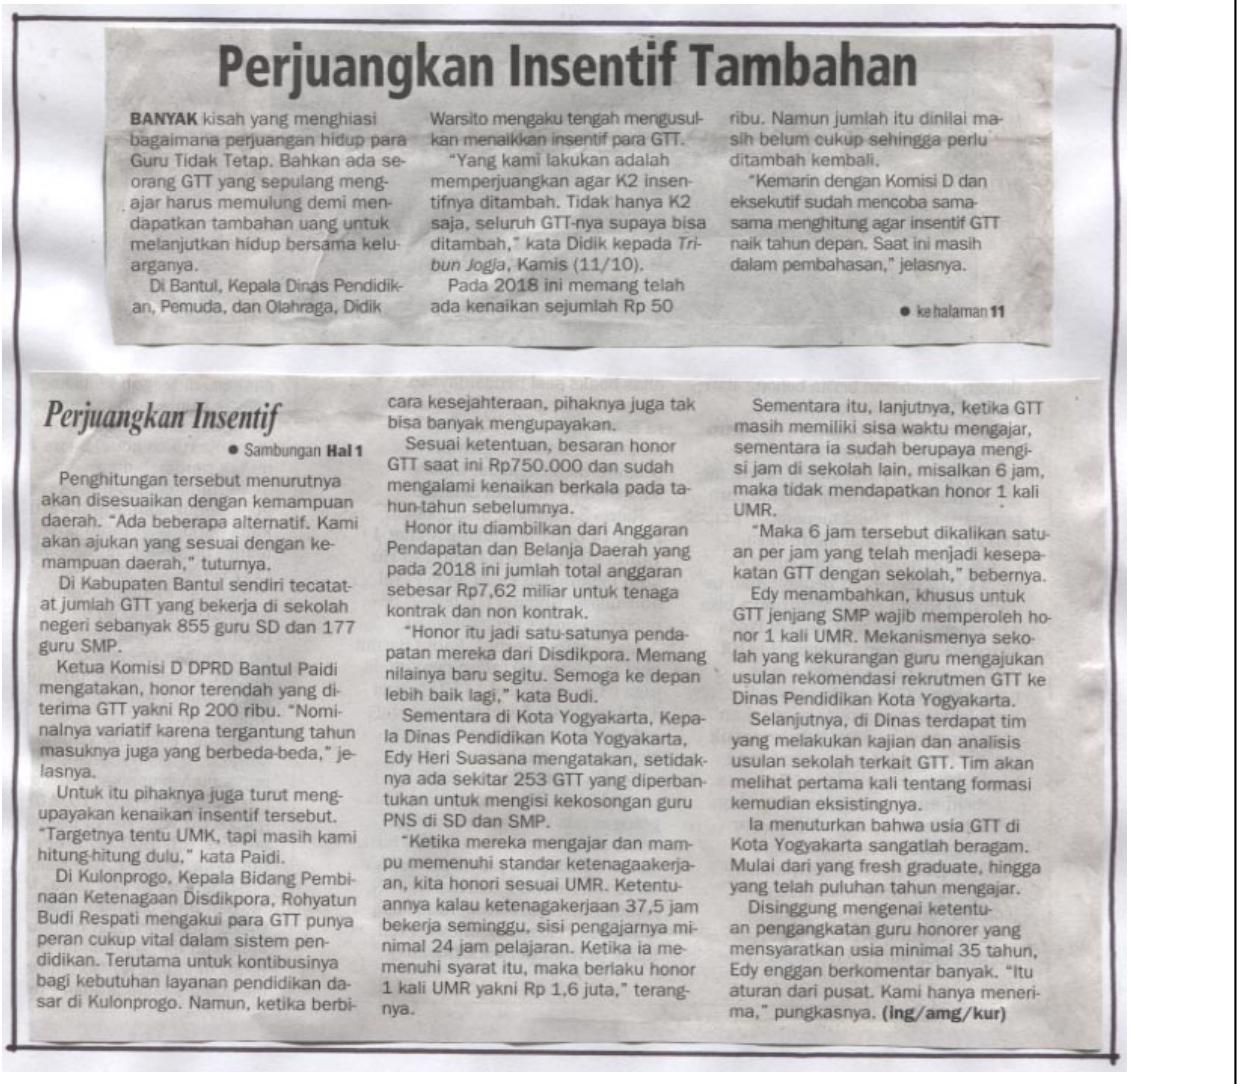 Perjuangkan Insentif Tambahan
BANYAK kisah yang menghiasi
bagaimana perjuangan hidup para
Guru Tidak Tetap. Bahkan ada se-
orang GTT yang sepulang meng-
ajar harus memulung demi men-
dapatkan tambahan uang untuk
melanjutkan hidup bersama kelu-
arganya.
Di Bantul, Kepala Dinas Pendidik-
an, Pemuda, dan Olahraga, Didik
Warsito mengaku tengah mengusul-
kan menaikkan insentif para GTT.
"Yang kami lakukan adalah
memperjuangkan agar K2 insen-
tifnya ditambah. Tidak hanya K2
saja, seluruh GTT-nya supaya bisa
ditambah," kata Didik kepada Tri-
bun Jogja, Kamis (11/10).
Pada 2018 ini memang telah
ada kenaikan sejumlah Rp 50
ribu. Namun jumlah itu dinilai ma-
sih belum cukup sehingga perlu
ditambah kembali.
"Kemarin dengan Komisi D dan
eksekutif sudah mencoba sama-
sama menghitung agar insentif GTT
naik tahun depan. Saat ini masih
dalam pembahasan," jelasnya.
● ke halaman 11
Perjuangkan Insentif
● Sambungan Hal 1
Penghitungan tersebut menurutnya
akan disesuaikan dengan kemampuan
daerah. "Ada beberapa alternatif. Kami
akan ajukan yang sesuai dengan ke-
mampuan daerah," tuturnya.
Di Kabupaten Bantul sendiri tecatat-
at jumlah GTT yang bekerja di sekolah
negeri sebanyak 855 guru SD dan 177
guru SMP.
Ketua Komisi D DPRD Bantul Paidi
mengatakan, honor terendah yang di-
terima GTT yakni Rp 200 ribu. "Nomi-
nalnya variatif karena tergantung tahun
masuknya juga yang berbeda-beda," je-
lasnya.
Untuk itu pihaknya juga turut meng-
upayakan kenaikan insentif tersebut.
"Targetnya tentu UMK, tapi masih kami
hitung-hitung dulu," kata Paidi.
Di Kulonprogo, Kepala Bidang Pembi-
naan Ketenagaan Disdikpora, Rohyatun
Budi Respati mengakui para GTT punya
peran cukup vital dalam sistem pen-
didikan. Terutama untuk kontibusinya
bagi kebutuhan layanan pendidikan da-
sar di Kulonprogo. Namun, ketika berbi-
cara kesejahteraan, pihaknya juga tak
bisa banyak mengupayakan.
Sesuai ketentuan, besaran honor
GTT saat ini Rp750.000 dan sudah
mengalami kenaikan berkala pada ta-
hun-tahun sebelumnya.
Honor itu diambilkan dari Anggaran
Pendapatan dan Belanja Daerah yang
pada 2018 ini jumlah total anggaran
sebesar Rp7,62 miliar untuk tenaga
kontrak dan non kontrak.
"Honor itu jadi satu-satunya penda-
patan mereka dari Disdikpora. Memang
nilainya baru segitu. Semoga ke depan
lebih baik lagi," kata Budi.
Sementara di Kota Yogyakarta, Kepa-
la Dinas Pendidikan Kota Yogyakarta,
Edy Heri Suasana mengatakan, setidak-
nya ada sekitar 253 GTT yang diperban-
tukan untuk mengisi kekosongan guru
PNS di SD dan SMP.
"Ketika mereka mengajar dan mam-
pu memenuhi standar ketenagaakerja-
an, kita honori sesuai UMR. Ketentu-
annya kalau ketenagakerjaan 37,5 jam
bekerja seminggu, sisi pengajarnya mi-
nimal 24 jam pelajaran. Ketika ia me-
menuhi syarat itu, maka berlaku honor
1 kali UMR yakni Rp 1,6 juta," terang-
nya.
Sementara itu, lanjutnya, ketika GTT
masih memiliki sisa waktu mengajar,
sementara ia sudah berupaya mengi-
si jam di sekolah lain, misalkan 6 jam,
maka tidak mendapatkan honor 1 kali
UMR.
"Maka 6 jam tersebut dikalikan satu-
an per jam yang telah menjadi kesepa-
katan GTT dengan sekolah," bebernya.
Edy menambahkan, khusus untuk
GTT jenjang SMP wajib memperoleh ho-
nor 1 kali UMR. Mekanismenya seko-
lah yang kekurangan guru mengajukan
usulan rekomendasi rekrutmen GTT ke
Dinas Pendidikan Kota Yogyakarta.
Selanjutnya, di Dinas terdapat tim
yang melakukan kajian dan analisis
usulan sekolah terkait GTT. Tim akan
melihat pertama kali tentang formasi
kemudian eksistingnya.
Ia menuturkan bahwa usia GTT di
Kota Yogyakarta sangatlah beragam.
Mulai dari yang fresh graduate, hingga
yang telah puluhan tahun mengajar.
Disinggung mengenai ketentu-
an pengangkatan guru honorer yang
mensyaratkan usia minimal 35 tahun,
Edy enggan berkomentar banyak. "Itu
aturan dari pusat. Kami hanya meneri-
ma," pungkasnya. (ing/amg/kur)